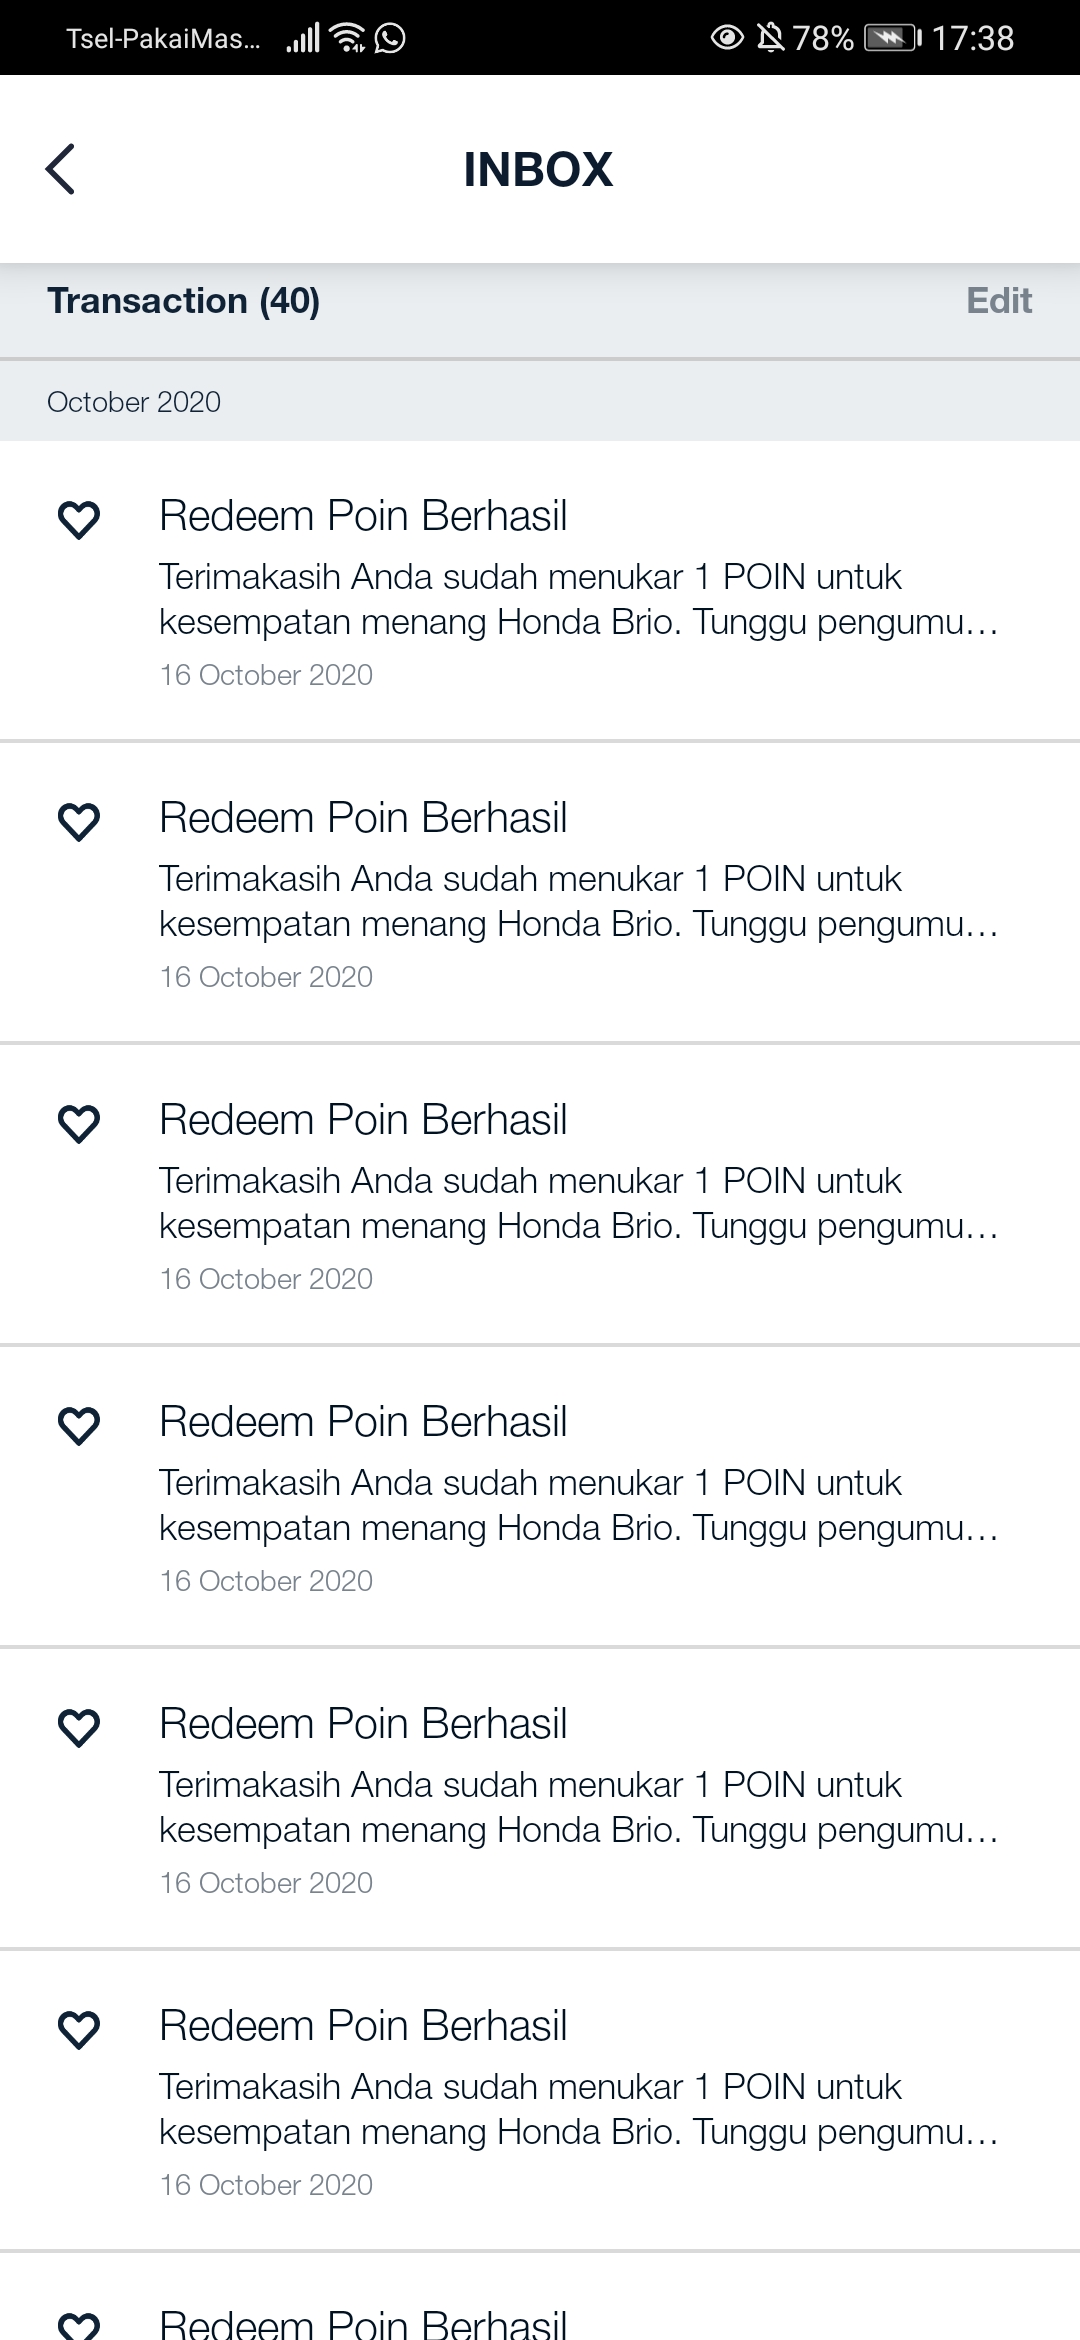 Tsel-PakaiMas... 78% 17:38
INBOX
Transaction (40) Edit
October 2020
Redeem Poin Berhasil
Terimakasih Anda sudah menukar 1 POIN untuk
kesempatan menang Honda Brio. Tunggu pengumu...
16 October 2020
Redeem Poin Berhasil
Terimakasih Anda sudah menukar 1 POIN untuk
kesempatan menang Honda Brio. Tunggu pengumu...
16 October 2020
Redeem Poin Berhasil
Terimakasih Anda sudah menukar 1 POIN untuk
kesempatan menang Honda Brio. Tunggu pengumu...
16 October 2020
Redeem Poin Berhasil
Terimakasih Anda sudah menukar 1 POIN untuk
kesempatan menang Honda Brio. Tunggu pengumu...
16 October 2020
Redeem Poin Berhasil
Terimakasih Anda sudah menukar 1 POIN untuk
kesempatan menang Honda Brio. Tunggu pengumu...
16 October 2020
Redeem Poin Berhasil
Terimakasih Anda sudah menukar 1 POIN untuk
kesempatan menang Honda Brio. Tunggu pengumu...
16 October 2020
Redeem Poin Berhasil